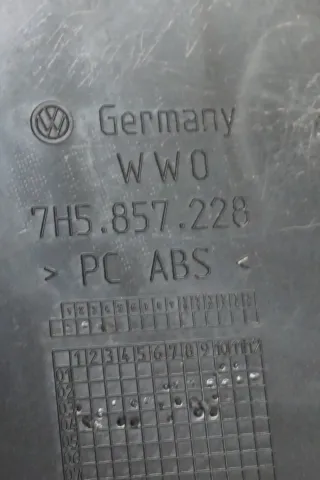 Germany
WWO
7H5.857.228
> PC ABS <
1 2 3 4 5 6 7 8 9 10 11 12